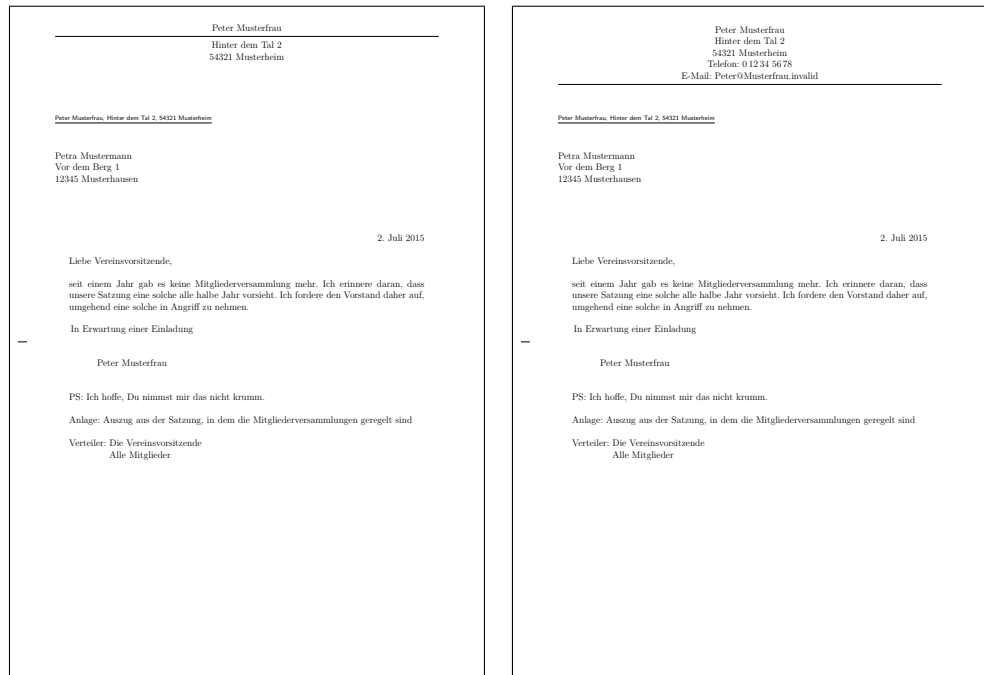 Peter Musterfrau
Hinter dem Tal 2
54321 Musterheim
Peter Musterfrau, Hinter dem Tal 2, 54321 Musterheim
Petra Mustermann
Vor dem Berg 1
12345 Musterhausen
2. Juli 2015
Liebe Vereinsvorsitzende,
seit einem Jahr gab es keine Mitgliederversammlung mehr. Ich erinnere daran, dass
unsere Satzung eine solche alle halbe Jahr vorsieht. Ich fordere den Vorstand daher auf,
umgehend eine solche in Angriff zu nehmen.
In Erwartung einer Einladung
Peter Musterfrau
PS: Ich hoffe, Du nimmst mir das nicht krumm.
Anlage: Auszug aus der Satzung, in dem die Mitgliederversammlungen geregelt sind
Verteiler: Die Vereinsvorsitzende
Alle Mitglieder
Peter Musterfrau
Hinter dem Tal 2
54321 Musterheim
Telefon: 0 12 34 56 78
E-Mail: Peter@Musterfrau.invalid
Peter Musterfrau, Hinter dem Tal 2, 54321 Musterheim
Petra Mustermann
Vor dem Berg 1
12345 Musterhausen
2. Juli 2015
Liebe Vereinsvorsitzende,
seit einem Jahr gab es keine Mitgliederversammlung mehr. Ich erinnere daran, dass
unsere Satzung eine solche alle halbe Jahr vorsieht. Ich fordere den Vorstand daher auf,
umgehend eine solche in Angriff zu nehmen.
In Erwartung einer Einladung
Peter Musterfrau
PS: Ich hoffe, Du nimmst mir das nicht krumm.
Anlage: Auszug aus der Satzung, in dem die Mitgliederversammlungen geregelt sind
Verteiler: Die Vereinsvorsitzende
Alle Mitglieder